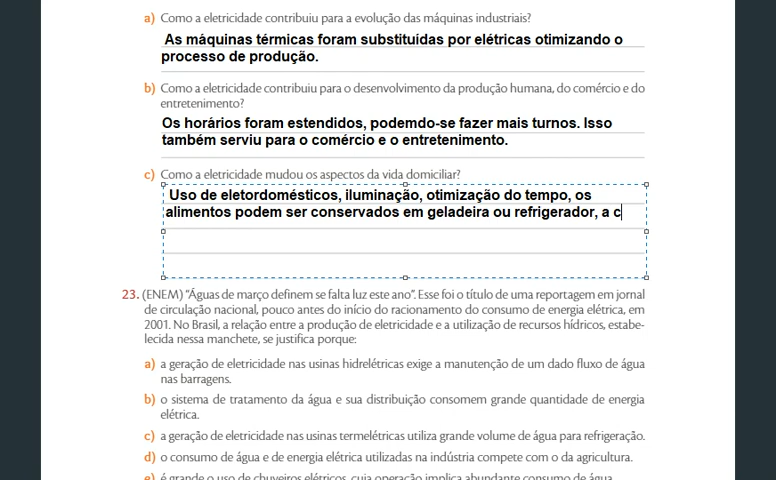 a) Como a eletricidade contribuiu para a evolução das máquinas industriais?
As máquinas térmicas foram substituídas por elétricas otimizando o
processo de produção.
b) Como a eletricidade contribuiu para o desenvolvimento da produção humana, do comércio e do
entretenimento?
Os horários foram estendidos, podemdo-se fazer mais turnos. Isso
também serviu para o comércio e o entretenimento.
c) Como a eletricidade mudou os aspectos da vida domiciliar?
Uso de eletordomésticos, iluminação, otimização do tempo, os
alimentos podem ser conservados em geladeira ou refrigerador, a c
23. (ENEM) "Águas de março definem se falta luz este ano". Esse foi o título de uma reportagem em jornal
de circulação nacional, pouco antes do início do racionamento do consumo de energia elétrica, em
2001. No Brasil, a relação entre a produção de eletricidade e a utilização de recursos hídricos, estabe-
lecida nessa manchete, se justifica porque:
a) a geração de eletricidade nas usinas hidrelétricas exige a manutenção de um dado fluxo de água
nas barragens.
b) o sistema de tratamento da água e sua distribuição consomem grande quantidade de energia
elétrica.
c) a geração de eletricidade nas usinas termelétricas utiliza grande volume de água para refrigeração.
d) o consumo de água e de energia elétrica utilizadas na indústria compete com o da agricultura.
e) é grande o uso de chuveiros elétricos, cuja operação implica abundante consumo de água.